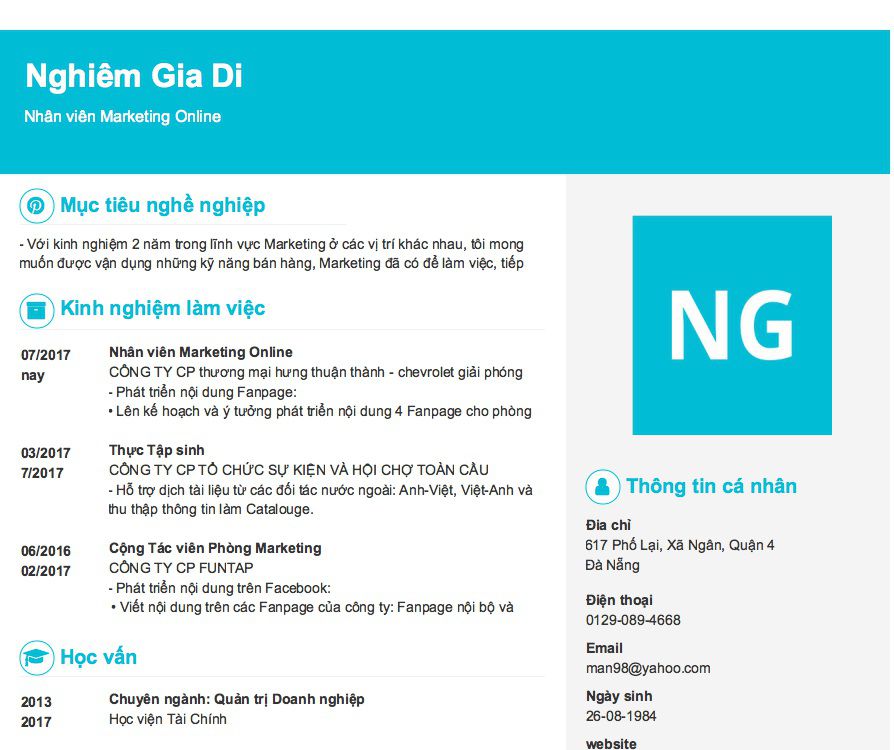 Nghiêm Gia Di
Nhân viên Marketing Online
Mục tiêu nghề nghiệp
- Với kinh nghiệm 2 năm trong lĩnh vực Marketing ở các vị trí khác nhau, tôi mong
muốn được vận dụng những kỹ năng bán hàng, Marketing đã có để làm việc, tiếp
Kinh nghiệm làm việc
07/2017
nay
Nhân viên Marketing Online
CÔNG TY CP thương mại hưng thuận thành - chevrolet giải phóng
- Phát triển nội dung Fanpage:
• Lên kế hoạch và ý tưởng phát triển nội dung 4 Fanpage cho phòng
03/2017
7/2017
Thực Tập sinh
CÔNG TY CP TỔ CHỨC SỰ KIỆN VÀ HỘI CHỢ TOÀN CẦU
- Hỗ trợ dịch tài liệu từ các đối tác nước ngoài: Anh-Việt, Việt-Anh và
thu thập thông tin làm Catalouge.
06/2016
02/2017
Cộng Tác viên Phòng Marketing
CÔNG TY CP FUNTAP
- Phát triển nội dung trên Facebook:
• Viết nội dung trên các Fanpage của công ty: Fanpage nội bộ và
Học vấn
2013
2017
Chuyên ngành: Quản trị Doanh nghiệp
Học viện Tài Chính
NG
Thông tin cá nhân
Địa chỉ
617 Phố Lại, Xã Ngân, Quận 4
Đà Nẵng
Điện thoại
0129-089-4668
Email
man98@yahoo.com
Ngày sinh
26-08-1984
website